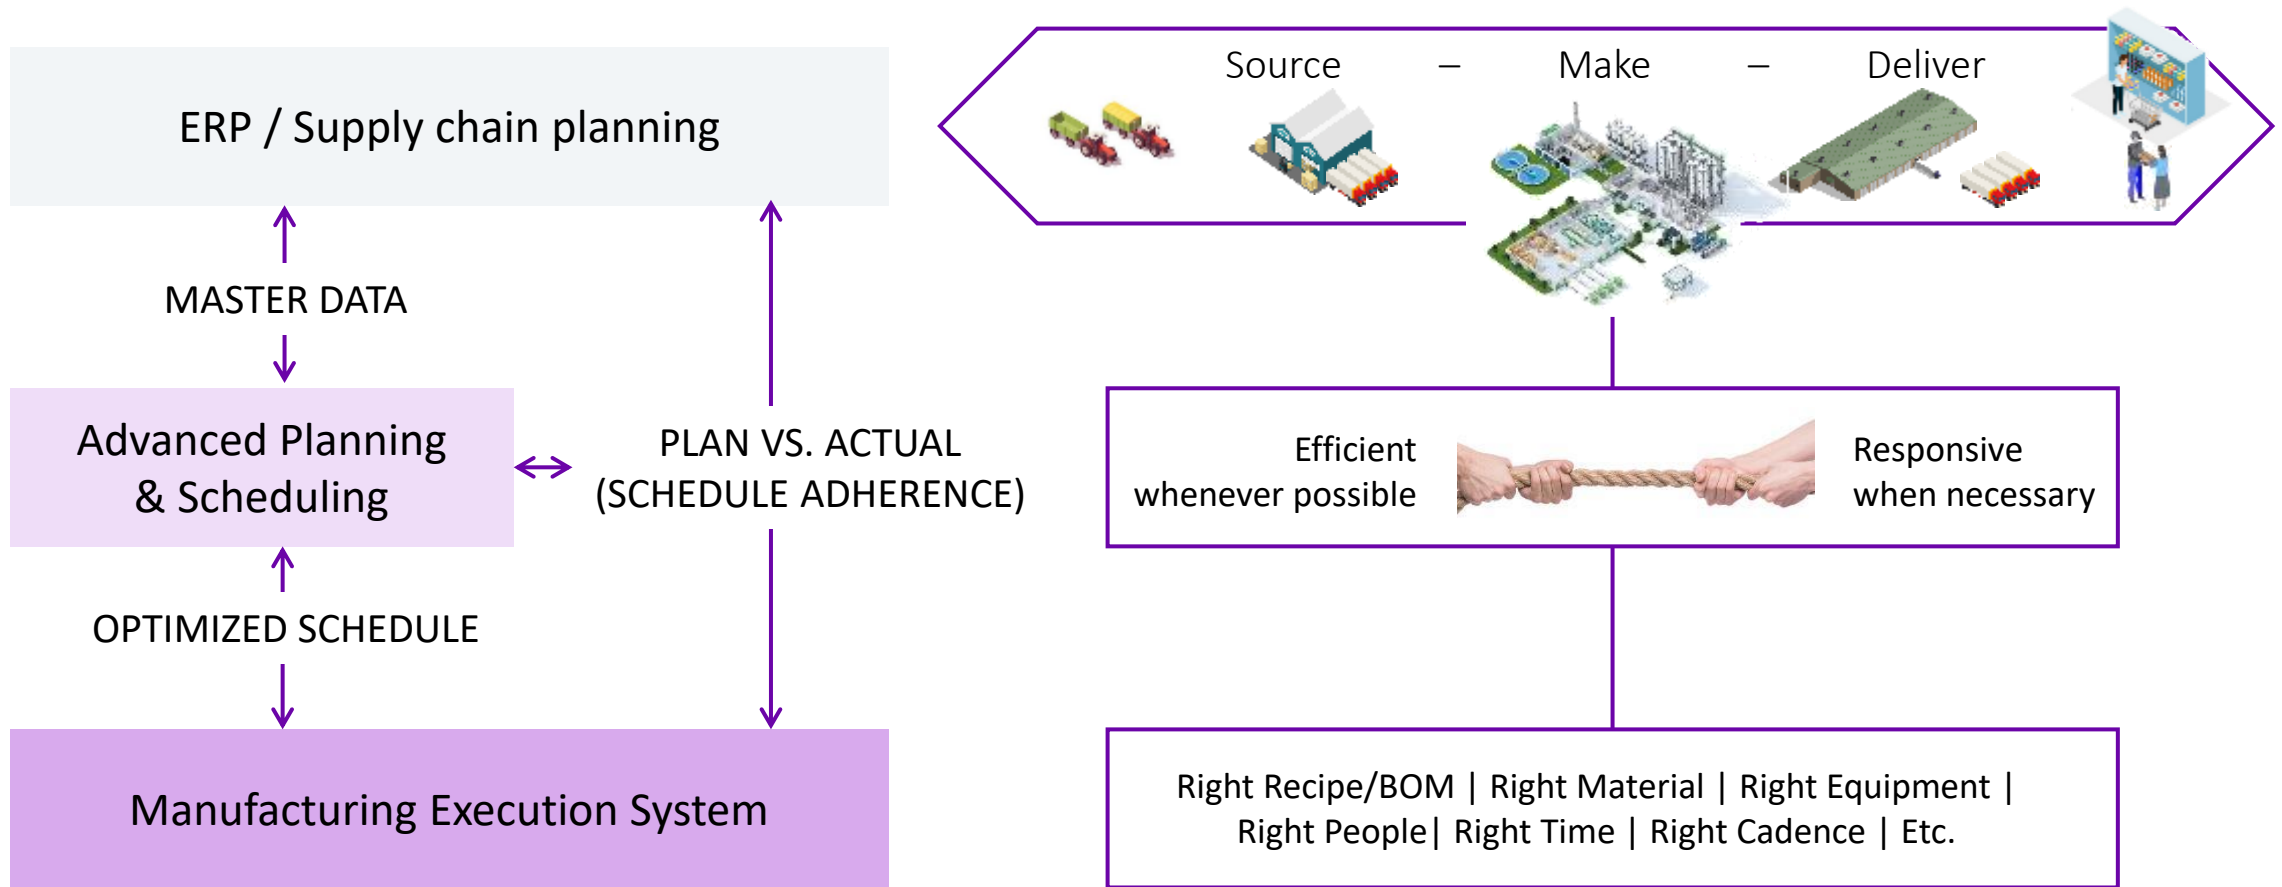 ERP / Supply chain planning
Source – Make – Deliver
MASTER DATA
Advanced Planning
& Scheduling
PLAN VS. ACTUAL
(SCHEDULE ADHERENCE)
Efficient
whenever possible
Responsive
when necessary
OPTIMIZED SCHEDULE
Manufacturing Execution System
Right Recipe/BOM | Right Material | Right Equipment |
Right People| Right Time | Right Cadence | Etc.